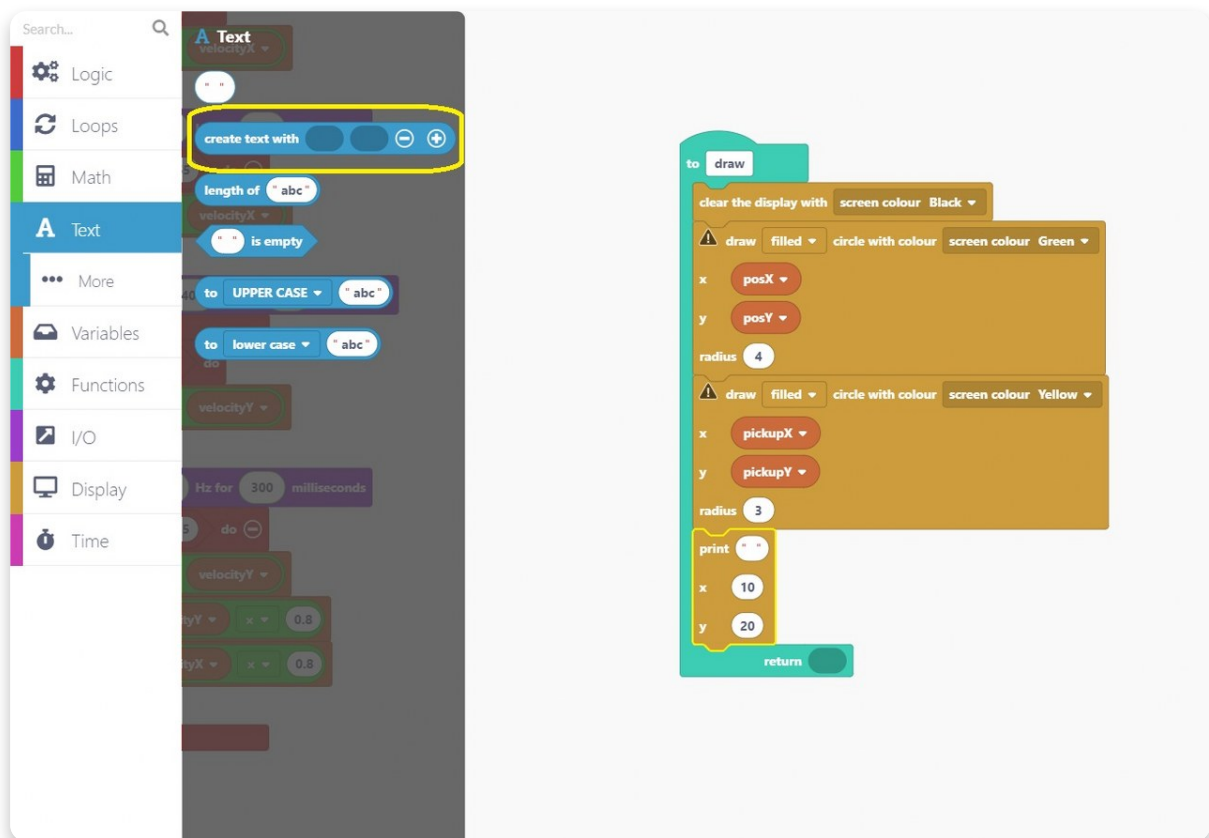 Search...
Logic
Loops
Math
Text
More
Variables
Functions
I/O
Display
Time
Text
velocityX
" "
create text with
length of " abc "
velocityX
" " is empty
to UPPER CASE " abc "
to lower case " abc "
do
velocityY
Hz for 300 milliseconds
do
velocityY
x 0.8
x 0.8
to draw
clear the display with screen colour Black
draw filled circle with colour screen colour Green
x posX
y posY
radius 4
draw filled circle with colour screen colour Yellow
x pickupX
y pickupY
radius 3
print " "
x 10
y 20
return